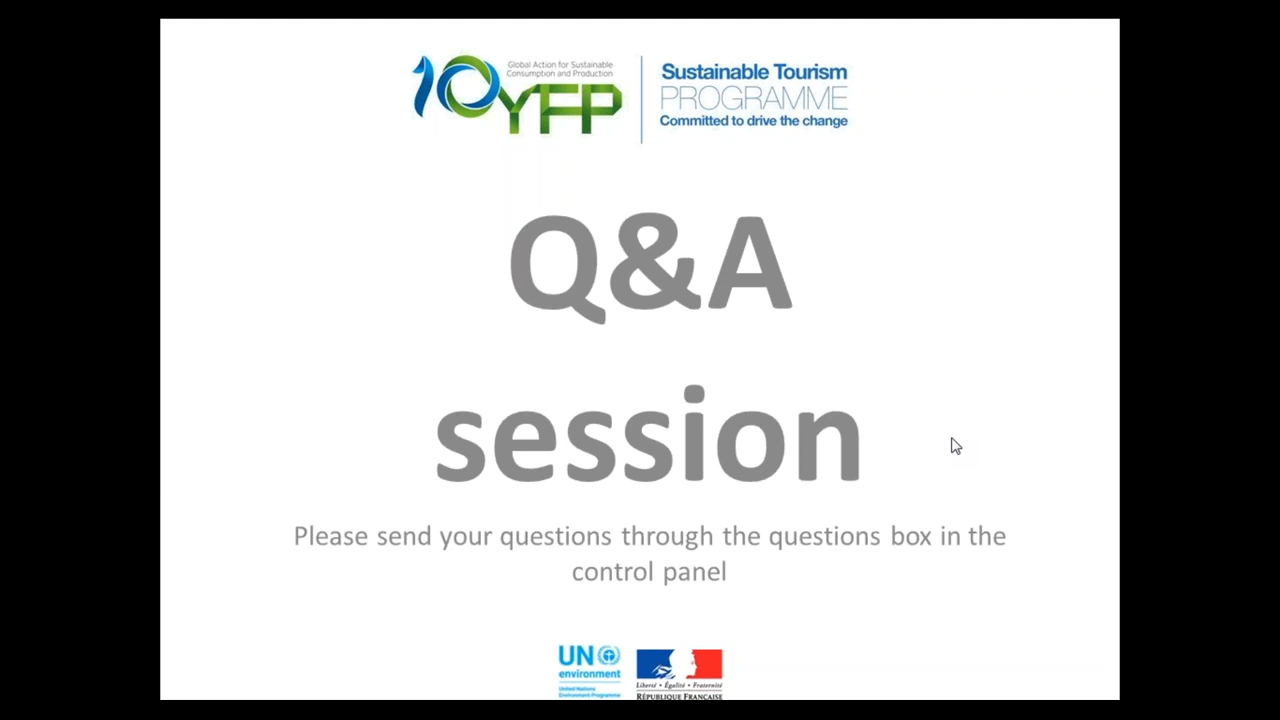 10YFP
Global Action for Sustainable
Consumption and Production
Sustainable Tourism
PROGRAMME
Committed to drive the change
Q&A
session
Please send your questions through the questions box in the
control panel
UN
environment
United Nations
Environment Programme
Liberté • Égalité • Fraternité
RÉPUBLIQUE FRANÇAISE